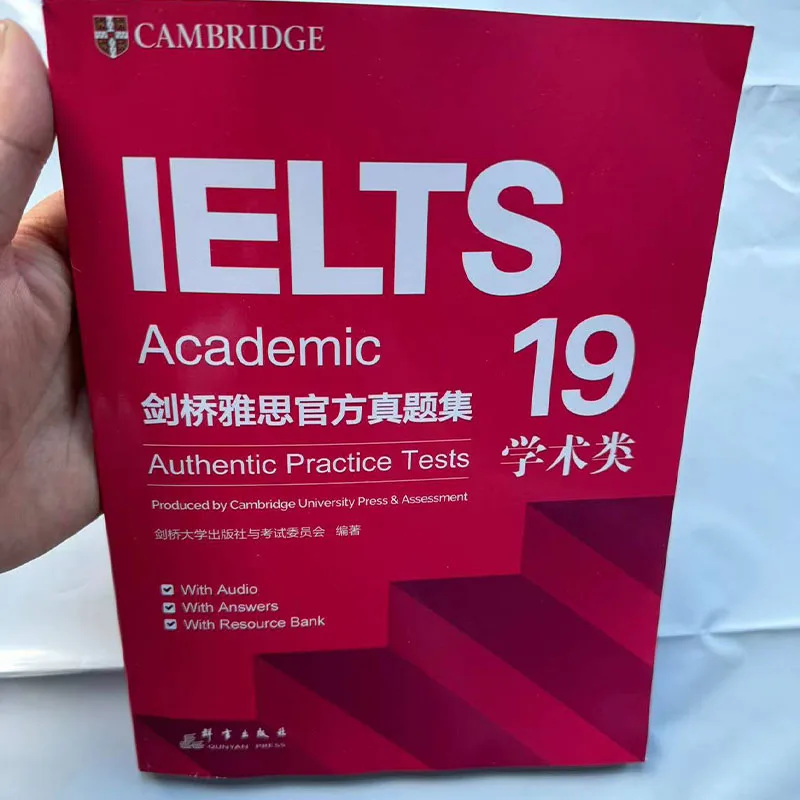 CAMBRIDGE
IELTS
Academic
19
剑桥雅思官方真题集
学术类
Authentic Practice Tests
Produced by Cambridge University Press & Assessment
剑桥大学出版社与考试委员会 编著
With Audio
With Answers
With Resource Bank
群言出版社
QUNYAN PRESS